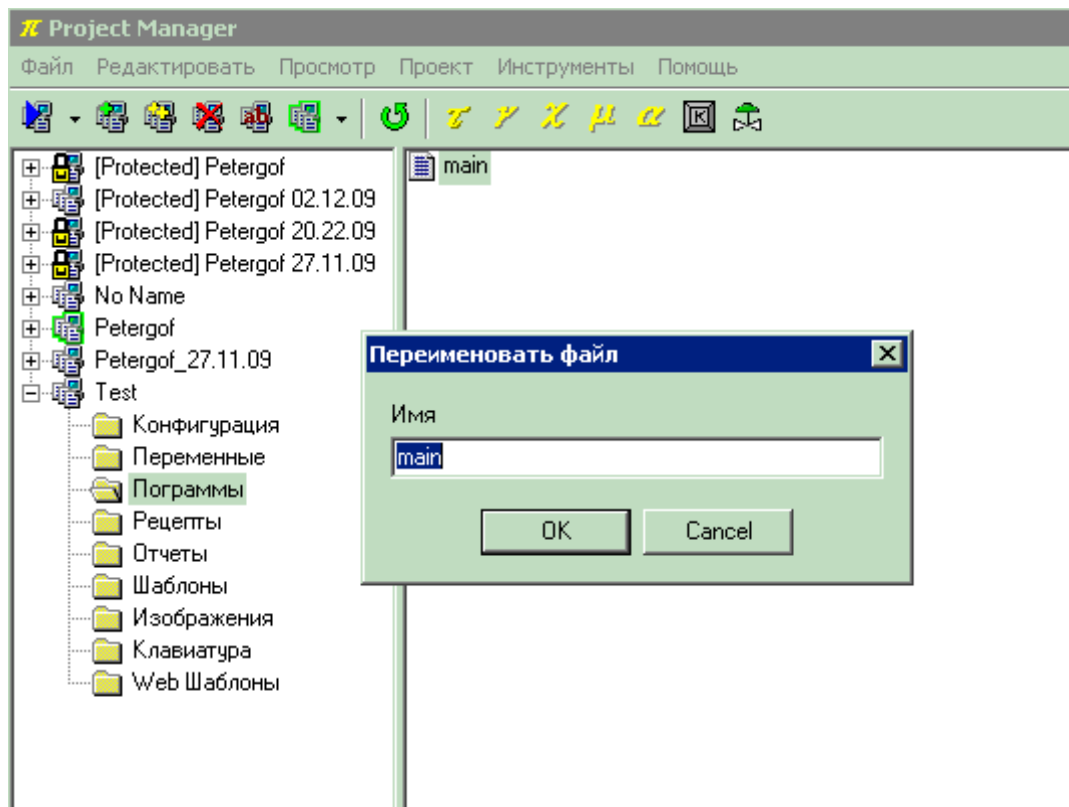 π Project Manager
Файл Редактировать Просмотр Проект Инструменты Помощь
ab τ γ χ μ α K
[Protected] Petergof
[Protected] Petergof 02.12.09
[Protected] Petergof 20.22.09
[Protected] Petergof 27.11.09
No Name
Petergof
Petergof_27.11.09
Test
Конфигурация
Переменные
Пограммы
Рецепты
Отчеты
Шаблоны
Изображения
Клавиатура
Web Шаблоны
main
Переименовать файл
Имя
main
OK Cancel